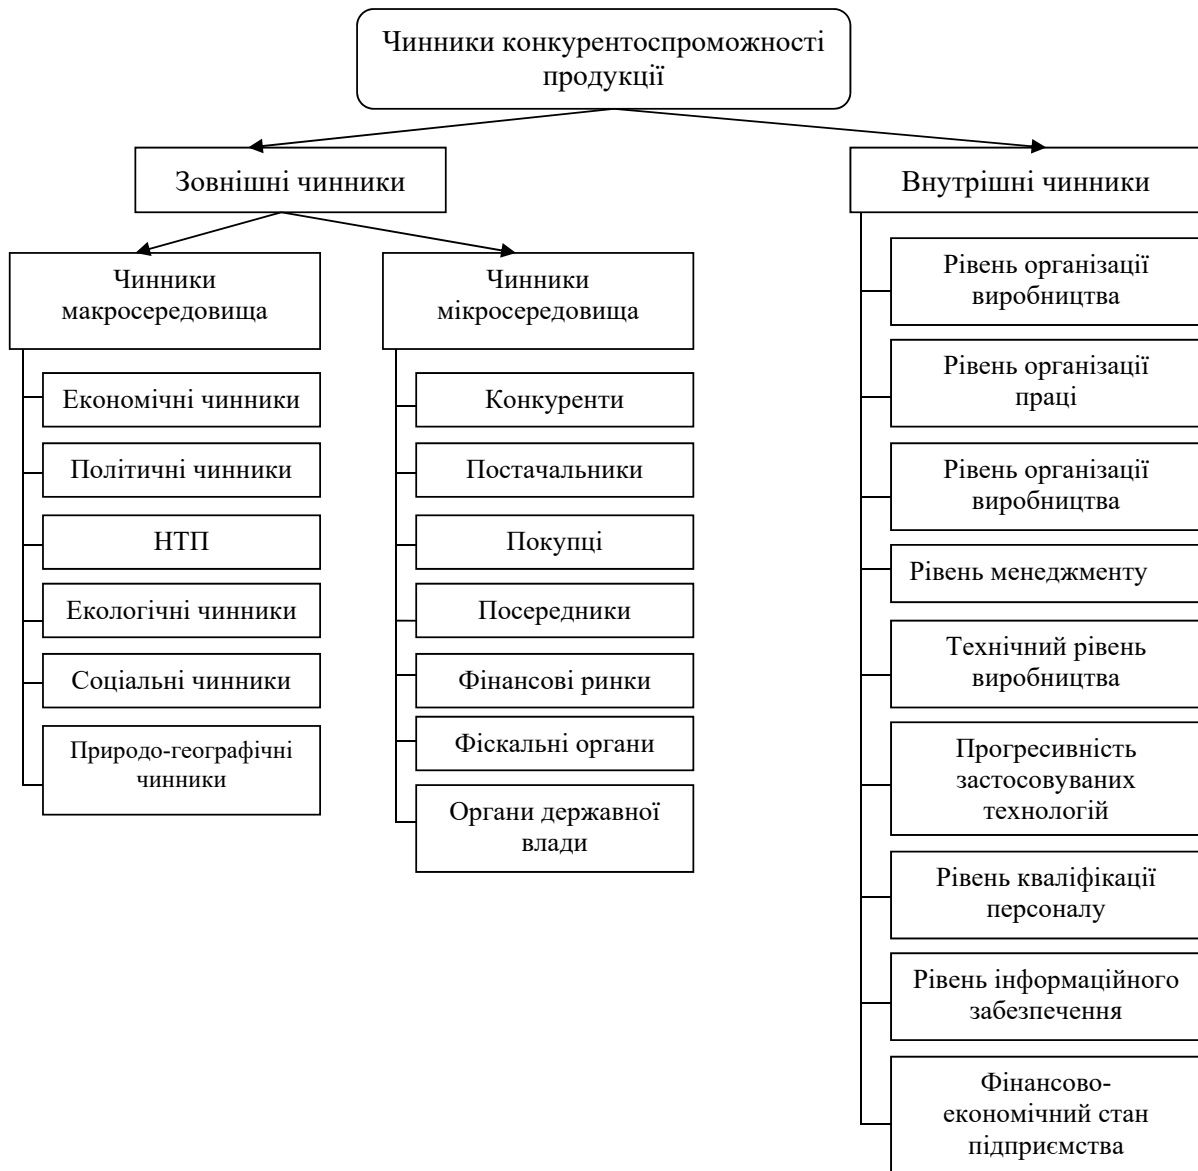 Чинники конкурентоспроможності
продукції
Зовнішні чинники
Внутрішні чинники
Чинники
макросередовища
Економічні чинники
Політичні чинники
НТП
Екологічні чинники
Соціальні чинники
Природо-географічні
чинники
Чинники
мікросередовища
Конкуренти
Постачальники
Покупці
Посередники
Фінансові ринки
Фіскальні органи
Органи державної
влади
Рівень організації
виробництва
Рівень організації
праці
Рівень організації
виробництва
Рівень менеджменту
Технічний рівень
виробництва
Прогресивність
застосовуваних
технологій
Рівень кваліфікації
персоналу
Рівень інформаційного
забезпечення
Фінансово-
економічний стан
підприємства